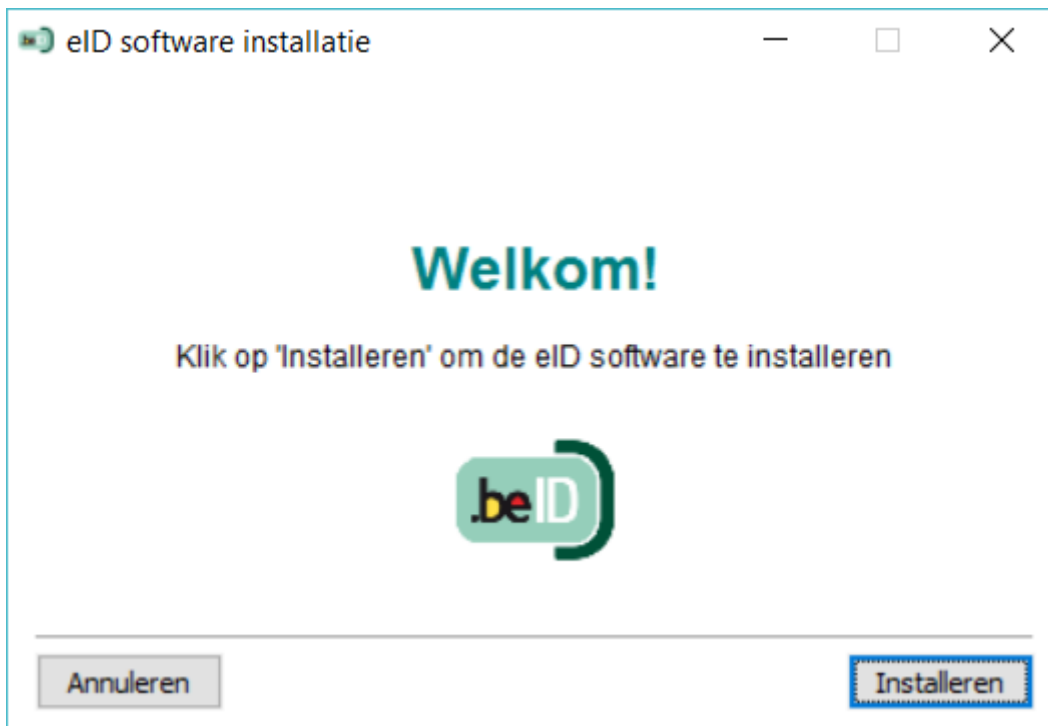 eID software installatie
Welkom!
Klik op 'Installeren' om de eID software te installeren
.beID
Annuleren
Installeren